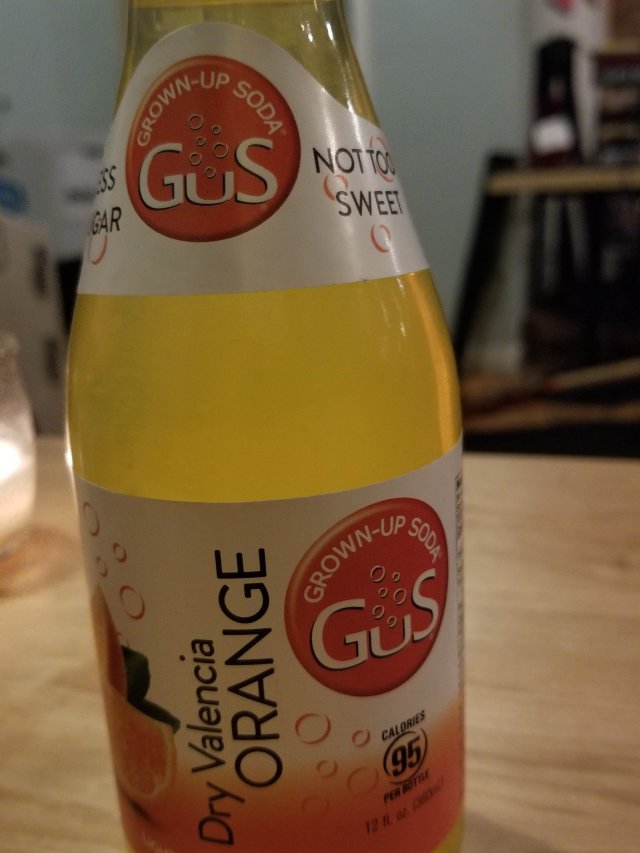 GROWN-UP SODA
GuS
NOT TOO
SWEET
GROWN-UP SODA
GuS
Dry Valencia
ORANGE
CALORIES
95
PER BOTTLE
12 fl. oz. (360mL)